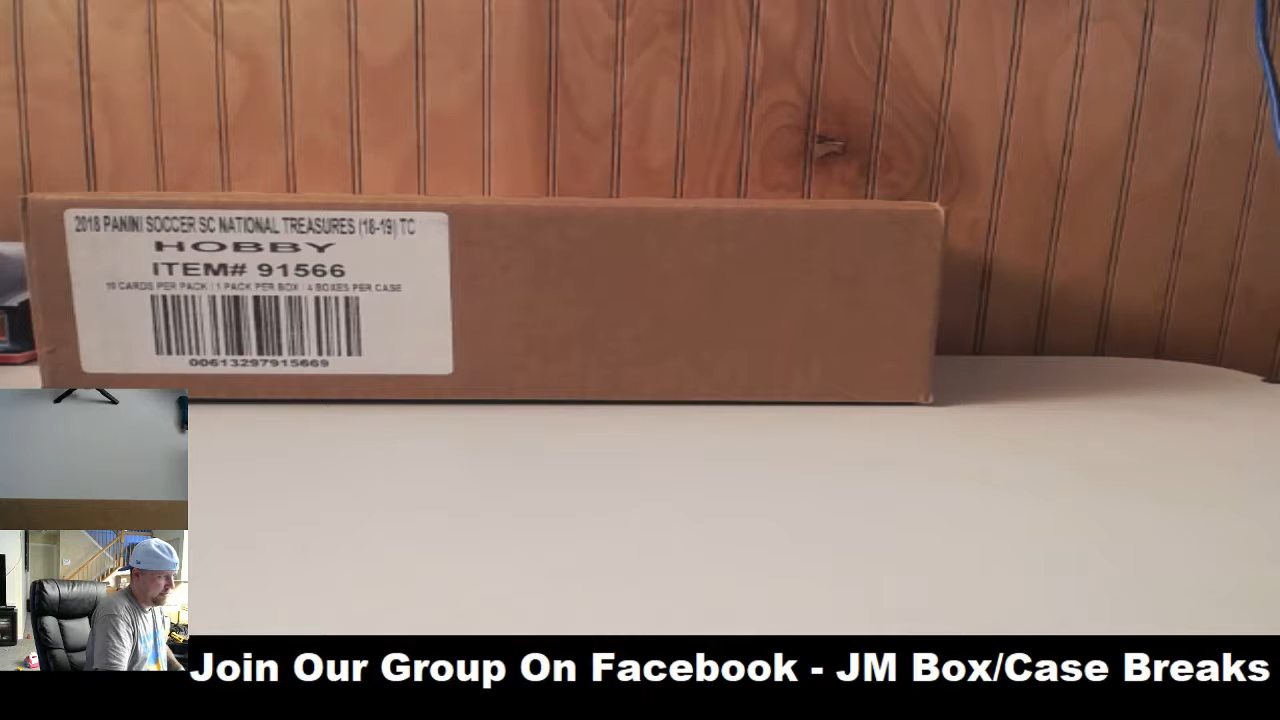 2018 PANINI SOCCER SC NATIONAL TREASURES (18-19) TC
HOBBY
ITEM# 91566
10 CARDS PER PACK / 1 PACK PER BOX / 4 BOXES PER CASE
00613297915669
Join Our Group On Facebook - JM Box/Case Breaks